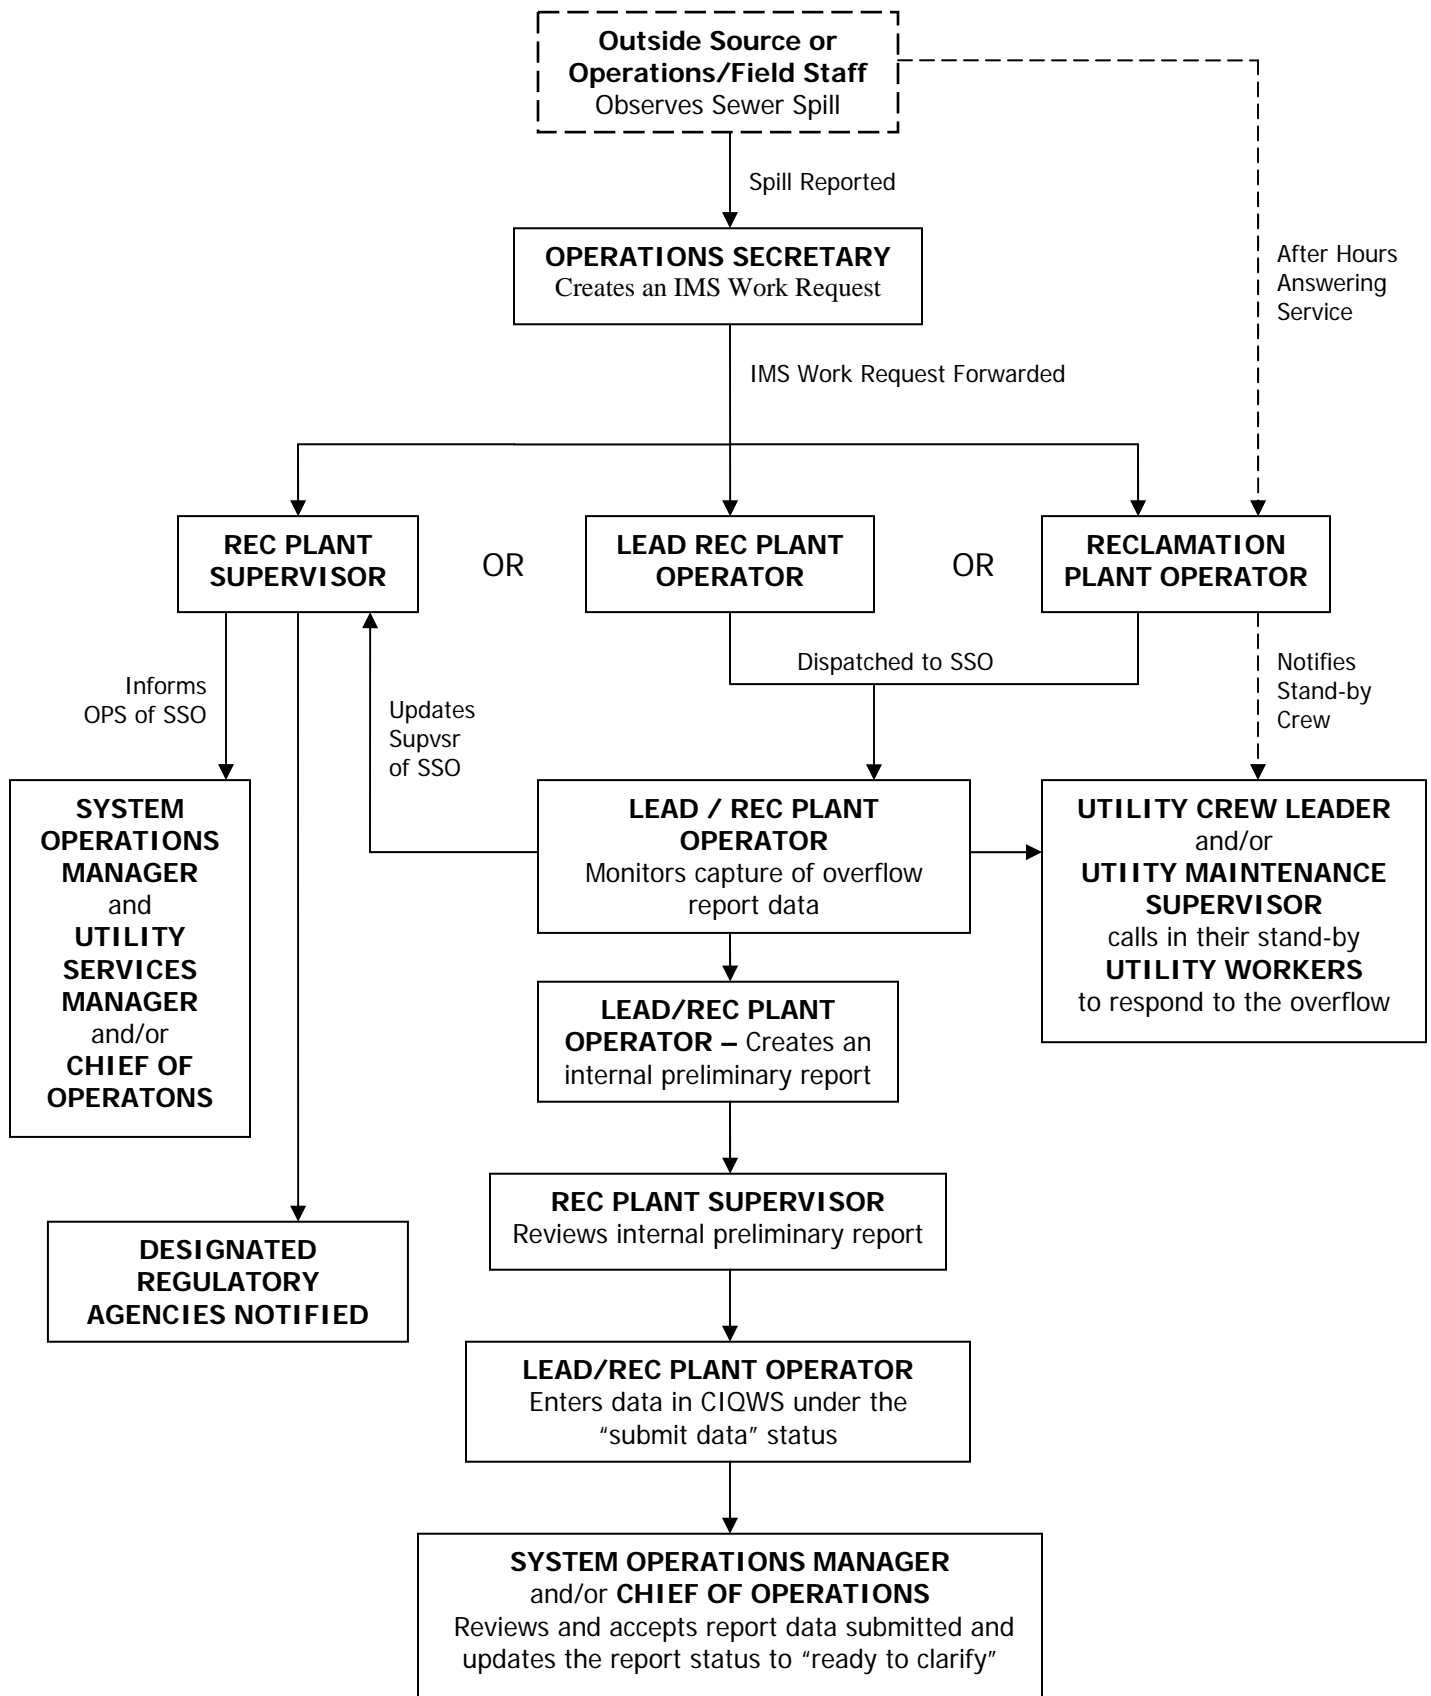 Outside Source or
Operations/Field Staff
Observes Sewer Spill
Spill Reported
After Hours
Answering
Service
OPERATIONS SECRETARY
Creates an IMS Work Request
IMS Work Request Forwarded
REC PLANT
SUPERVISOR
OR
LEAD REC PLANT
OPERATOR
OR
RECLAMATION
PLANT OPERATOR
Informs
OPS of SSO
Updates
Supvsr
of SSO
Dispatched to SSO
Notifies
Stand-by
Crew
SYSTEM
OPERATIONS
MANAGER
and
UTILITY
SERVICES
MANAGER
and/or
CHIEF OF
OPERATONS
LEAD / REC PLANT
OPERATOR
Monitors capture of overflow
report data
UTILITY CREW LEADER
and/or
UTIITY MAINTENANCE
SUPERVISOR
calls in their stand-by
UTILITY WORKERS
to respond to the overflow
LEAD/REC PLANT
OPERATOR – Creates an
internal preliminary report
REC PLANT SUPERVISOR
Reviews internal preliminary report
DESIGNATED
REGULATORY
AGENCIES NOTIFIED
LEAD/REC PLANT OPERATOR
Enters data in CIQWS under the
“submit data” status
SYSTEM OPERATIONS MANAGER
and/or CHIEF OF OPERATIONS
Reviews and accepts report data submitted and
updates the report status to “ready to clarify”